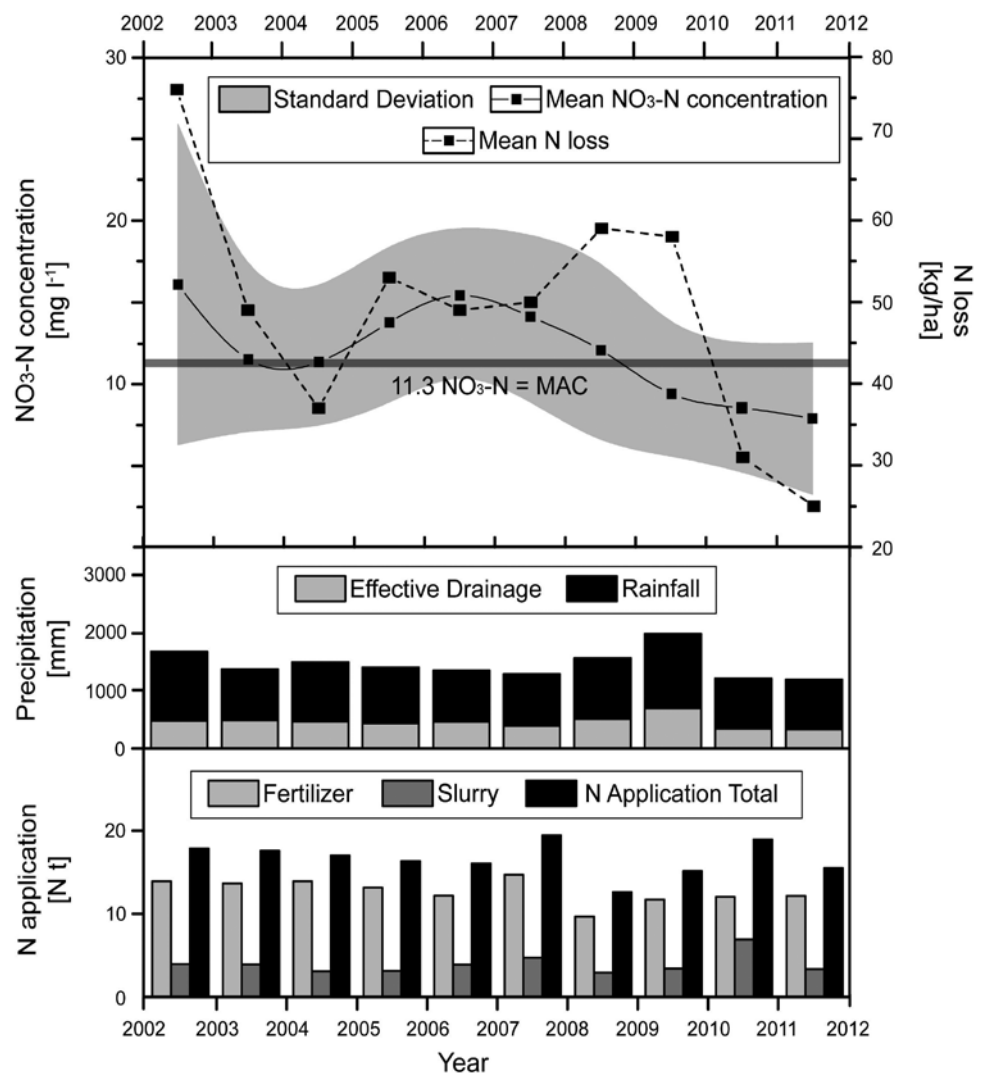 2002 2003 2004 2005 2006 2007 2008 2009 2010 2011 2012
30 80
Standard Deviation Mean NO3-N concentration
Mean N loss
70
20 60
50
10 40
11.3 NO3-N = MAC
30
20
NO3-N concentration
[mg l-1]
N loss
[kg/ha]
3000
Effective Drainage Rainfall
2000
1000
0
Precipitation
[mm]
Fertilizer Slurry N Application Total
20
10
0
N application
[N t]
2002 2003 2004 2005 2006 2007 2008 2009 2010 2011 2012
Year